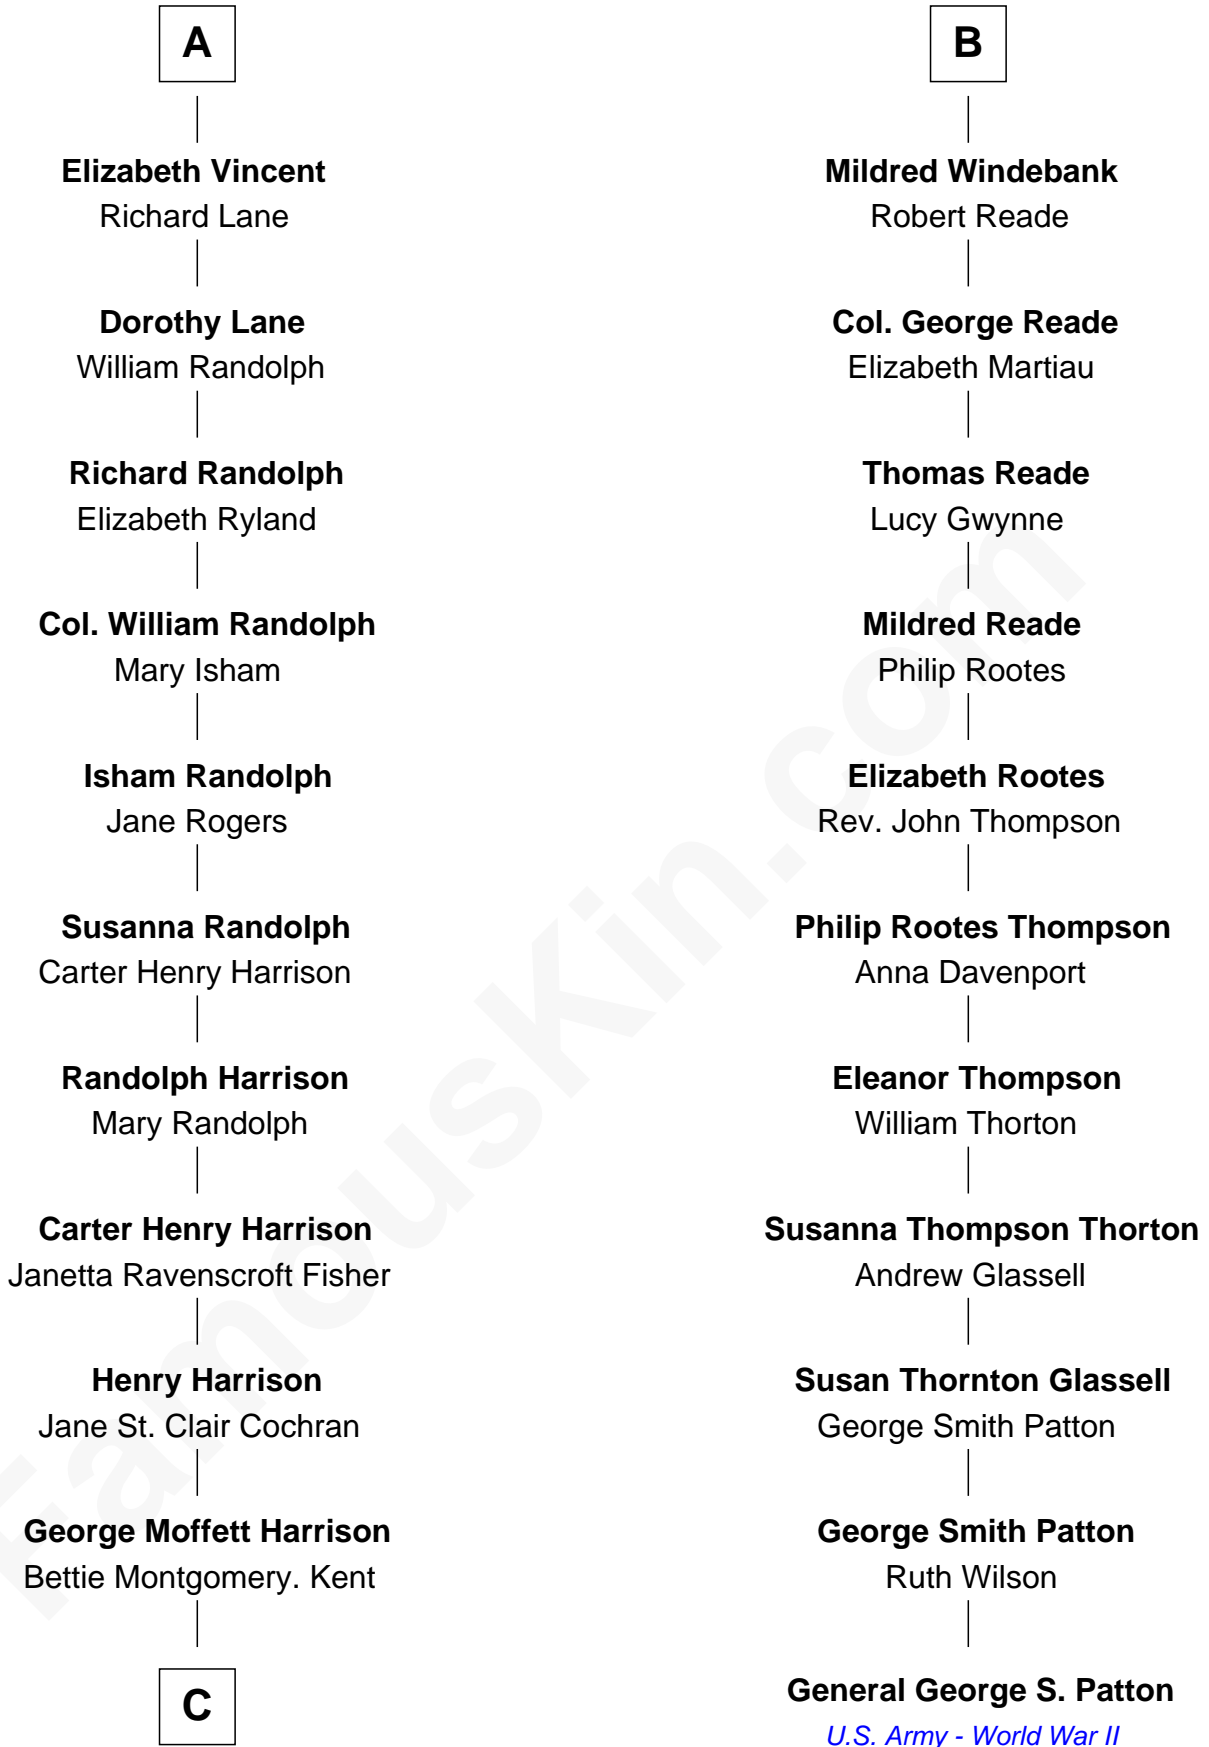 A
Elizabeth Vincent
Richard Lane
Dorothy Lane
William Randolph
Richard Randolph
Elizabeth Ryland
Col. William Randolph
Mary Isham
Isham Randolph
Jane Rogers
Susanna Randolph
Carter Henry Harrison
Randolph Harrison
Mary Randolph
Carter Henry Harrison
Janetta Ravenscroft Fisher
Henry Harrison
Jane St. Clair Cochran
George Moffett Harrison
Bettie Montgomery. Kent
C
B
Mildred Windebank
Robert Reade
Col. George Reade
Elizabeth Martiau
Thomas Reade
Lucy Gwynne
Mildred Reade
Philip Rootes
Elizabeth Rootes
Rev. John Thompson
Philip Rootes Thompson
Anna Davenport
Eleanor Thompson
William Thorton
Susanna Thompson Thorton
Andrew Glassell
Susan Thornton Glassell
George Smith Patton
George Smith Patton
Ruth Wilson
General George S. Patton
U.S. Army - World War II
FamousKin.com